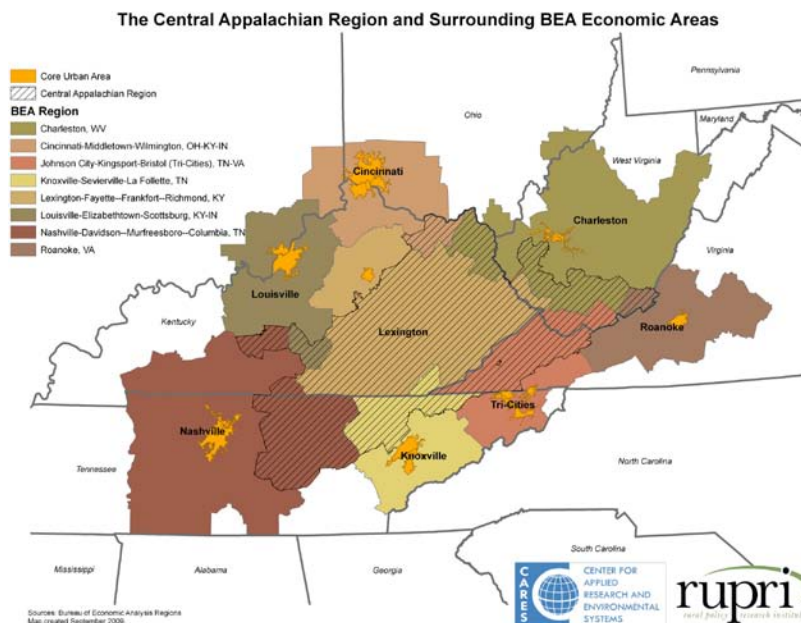 The Central Appalachian Region and Surrounding BEA Economic Areas
Core Urban Area
Central Appalachian Region
BEA Region
Charleston, WV
Cincinnati-Middletown-Wilmington, OH-KY-IN
Johnson City-Kingsport-Bristol (Tri-Cities), TN-VA
Knoxville-Sevierville-La Follette, TN
Lexington-Fayette--Frankfort--Richmond, KY
Louisville-Elizabethtown-Scottsburg, KY-IN
Nashville-Davidson--Murfreesboro--Columbia, TN
Roanoke, VA
Pennsylvania
Ohio
Maryland
West Virginia
Cincinnati
Charleston
Virginia
Louisville
Kentucky
Lexington
Roanoke
Nashville
Tri-Cities
Knoxville
Tennessee
North Carolina
Mississippi
Alabama
Georgia
South Carolina
CARES
CENTER FOR
APPLIED
RESEARCH AND
ENVIRONMENTAL
SYSTEMS
rupri
rural policy research institute
Sources: Bureau of Economic Analysis Regions
Map created September 2009